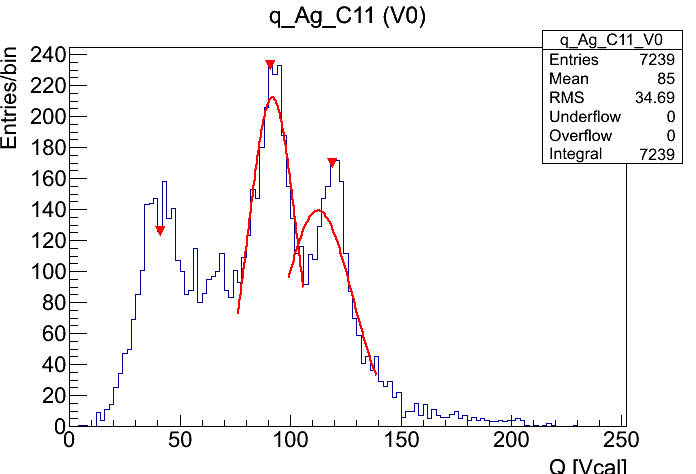 q_Ag_C11 (V0)
q_Ag_C11_V0
Entries 7239
Mean 85
RMS 34.69
Underflow 0
Overflow 0
Integral 7239
Entries/bin
240
220
200
180
160
140
120
100
80
60
40
20
0
0 50 100 150 200 250
Q [Vcal]